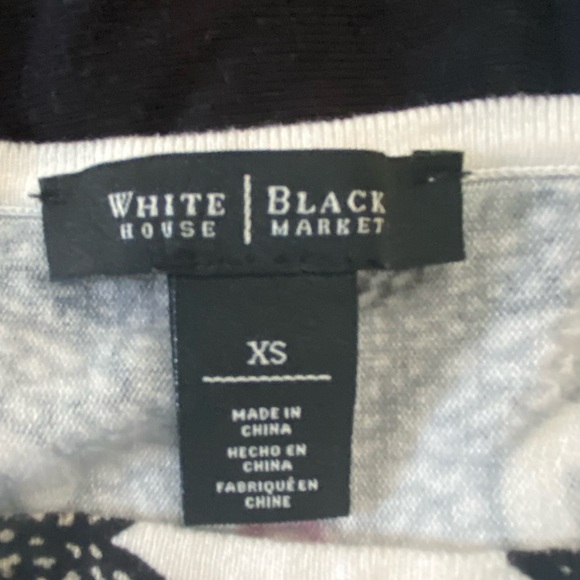 WHITE | BLACK
HOUSE | MARKET
XS
MADE IN
CHINA
HECHO EN
CHINA
FABRIQUÉ EN
CHINE